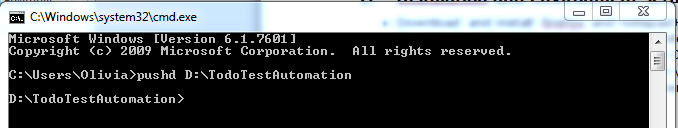 C:\Windows\system32\cmd.exe
Microsoft Windows [Version 6.1.7601]
Copyright (c) 2009 Microsoft Corporation.  All rights reserved.
C:\Users\Olivia>pushd D:\TodoTestAutomation
D:\TodoTestAutomation>